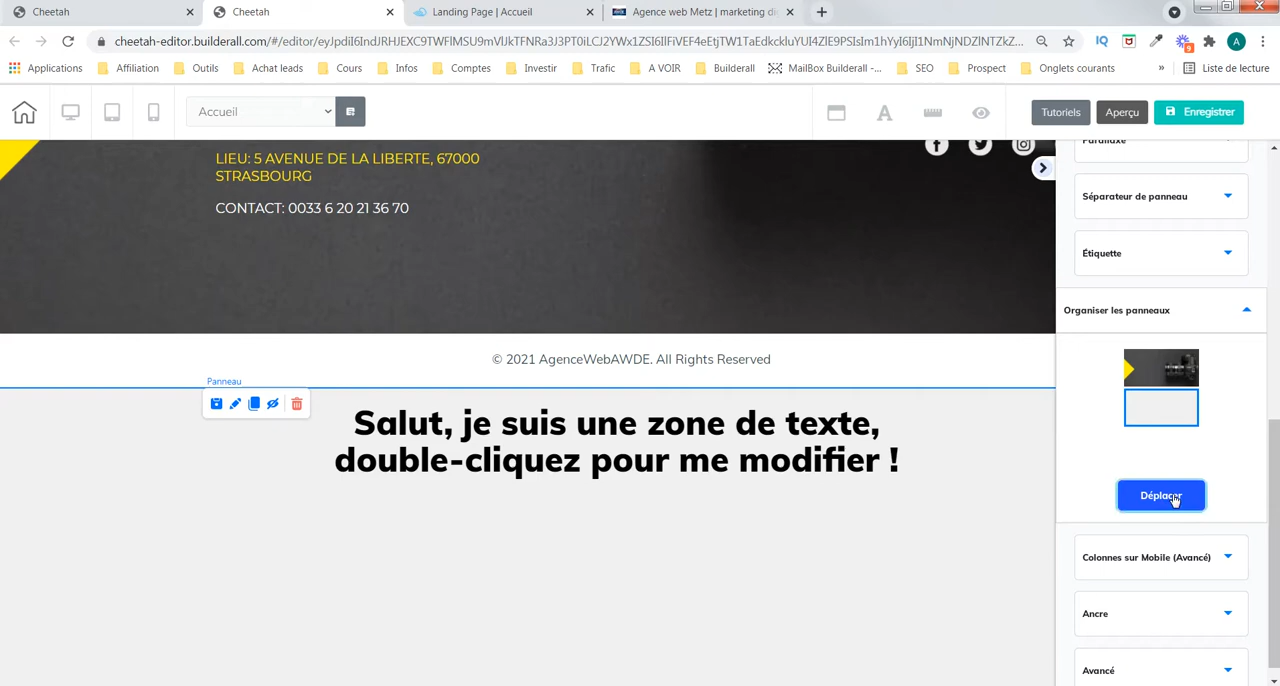 Cheetah
Cheetah
Landing Page | Accueil
Agence web Metz | marketing di
cheetah-editor.builderall.com/#/editor/
Applications
Affiliation
Outils
Achat leads
Cours
Infos
Comptes
Investir
Trafic
A VOIR
Builderall
MailBox Builderall -...
SEO
Prospect
Onglets courants
»
Liste de lecture
Accueil
Tutoriels
Aperçu
Enregistrer
LIEU: 5 AVENUE DE LA LIBERTE, 67000
STRASBOURG
CONTACT: 0033 6 20 21 36 70
© 2021 AgenceWebAWDE. All Rights Reserved
Panneau
Salut, je suis une zone de texte,
double-cliquez pour me modifier !
Parallaxe
Séparateur de panneau
Étiquette
Organiser les panneaux
Déplacer
Colonnes sur Mobile (Avancé)
Ancre
Avancé